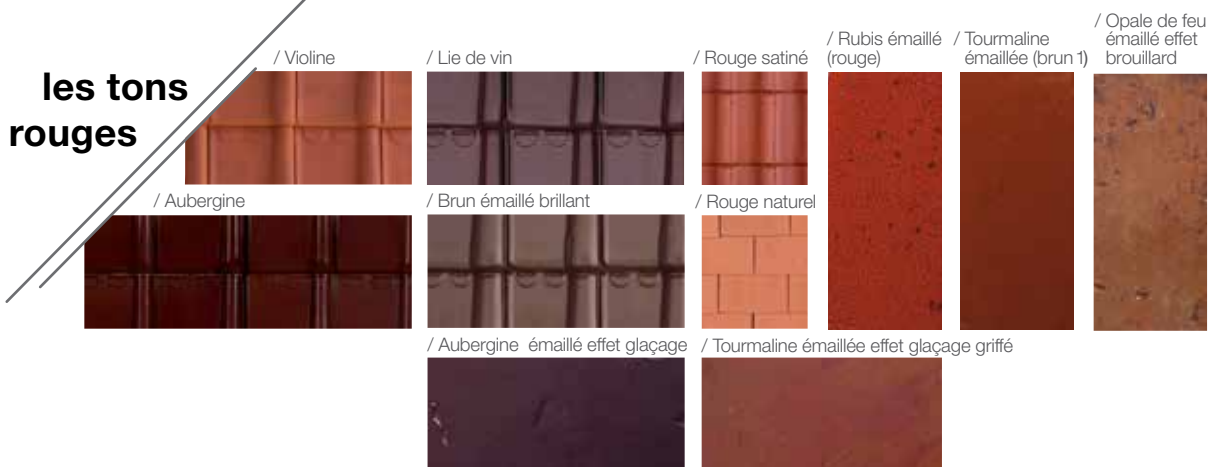 les tons
rouges
/ Violine
/ Lie de vin
/ Rouge satiné
/ Rubis émaillé
(rouge)
/ Tourmaline
émaillée (brun 1)
/ Opale de feu
émaillé effet
brouillard
/ Aubergine
/ Brun émaillé brillant
/ Rouge naturel
/ Aubergine émaillé effet glaçage
/ Tourmaline émaillée effet glaçage griffé